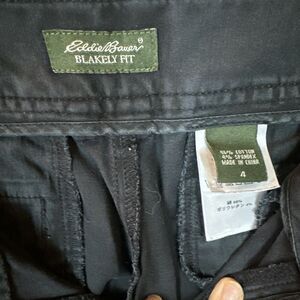 Eddie Bauer®
BLAKELY FIT
96% COTTON
4% SPANDEX
MADE IN CHINA
4